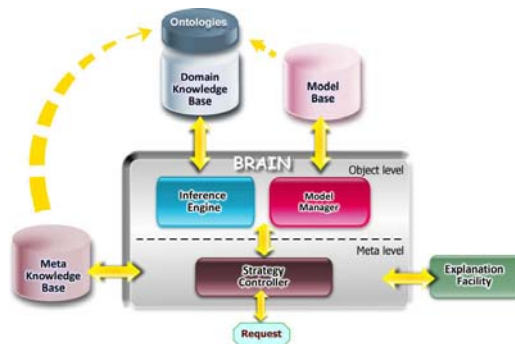 Ontologies
Domain
Knowledge
Base
Model
Base
BRAIN
Object level
Inference
Engine
Model
Manager
Meta level
Meta
Knowledge
Base
Strategy
Controller
Explanation
Facility
Request